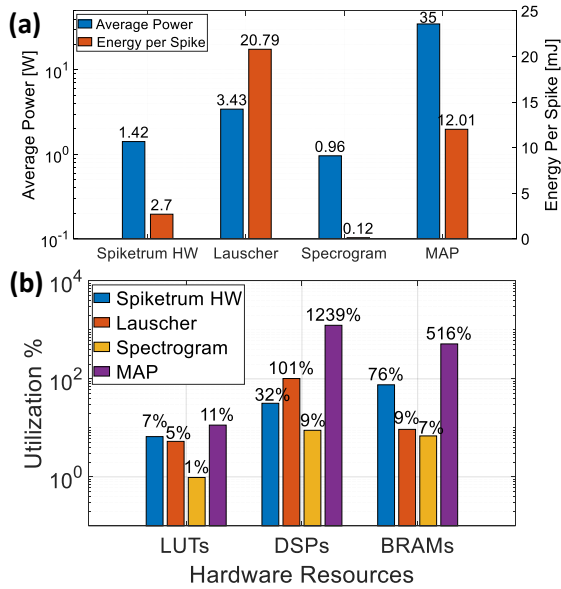 (a)
Average Power
Energy per Spike
Average Power [W]
10^1
10^0
10^-1
1.42
2.7
3.43
20.79
0.96
0.12
35
12.01
25
20
15
10
5
0
Energy Per Spike [mJ]
Spiketrum HW Lauscher Specrogram MAP
(b)
Spiketrum HW
Lauscher
Spectrogram
MAP
Utilization %
10^4
10^2
10^0
7% 5% 1% 11%
32% 101% 9% 1239%
76% 9% 7% 516%
LUTs DSPs BRAMs
Hardware Resources